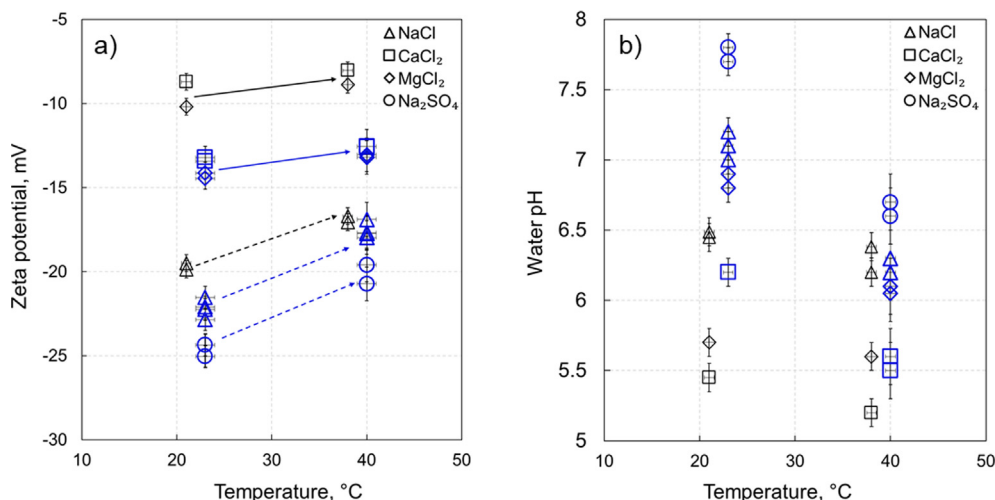 a)
NaCl
CaCl₂
MgCl₂
Na₂SO₄
-5
-10
-15
-20
-25
-30
Zeta potential, mV
10
20
30
40
50
Temperature, °C
b)
NaCl
CaCl₂
MgCl₂
Na₂SO₄
8
7.5
7
6.5
6
5.5
5
Water pH
10
20
30
40
50
Temperature, °C